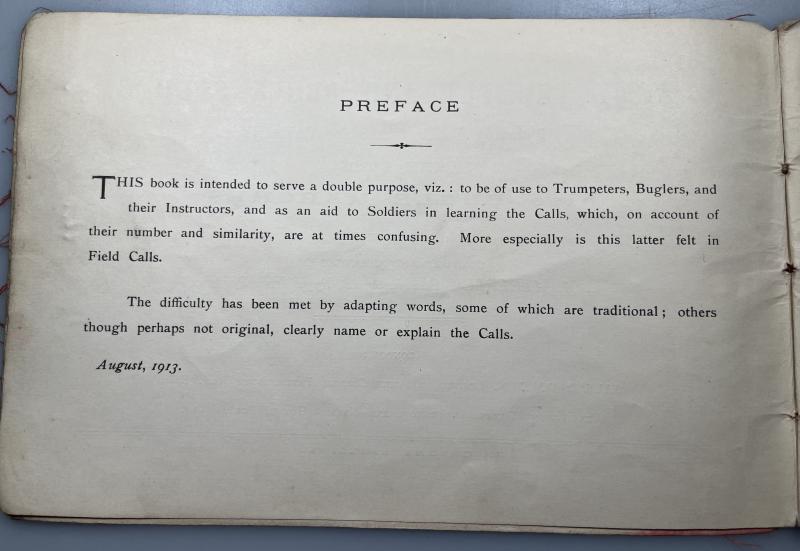 PREFACE
THIS book is intended to serve a double purpose, viz. : to be of use to Trumpeters, Buglers, and
their Instructors, and as an aid to Soldiers in learning the Calls, which, on account of
their number and similarity, are at times confusing. More especially is this latter felt in
Field Calls.
The difficulty has been met by adapting words, some of which are traditional ; others
though perhaps not original, clearly name or explain the Calls.
August, 1913.